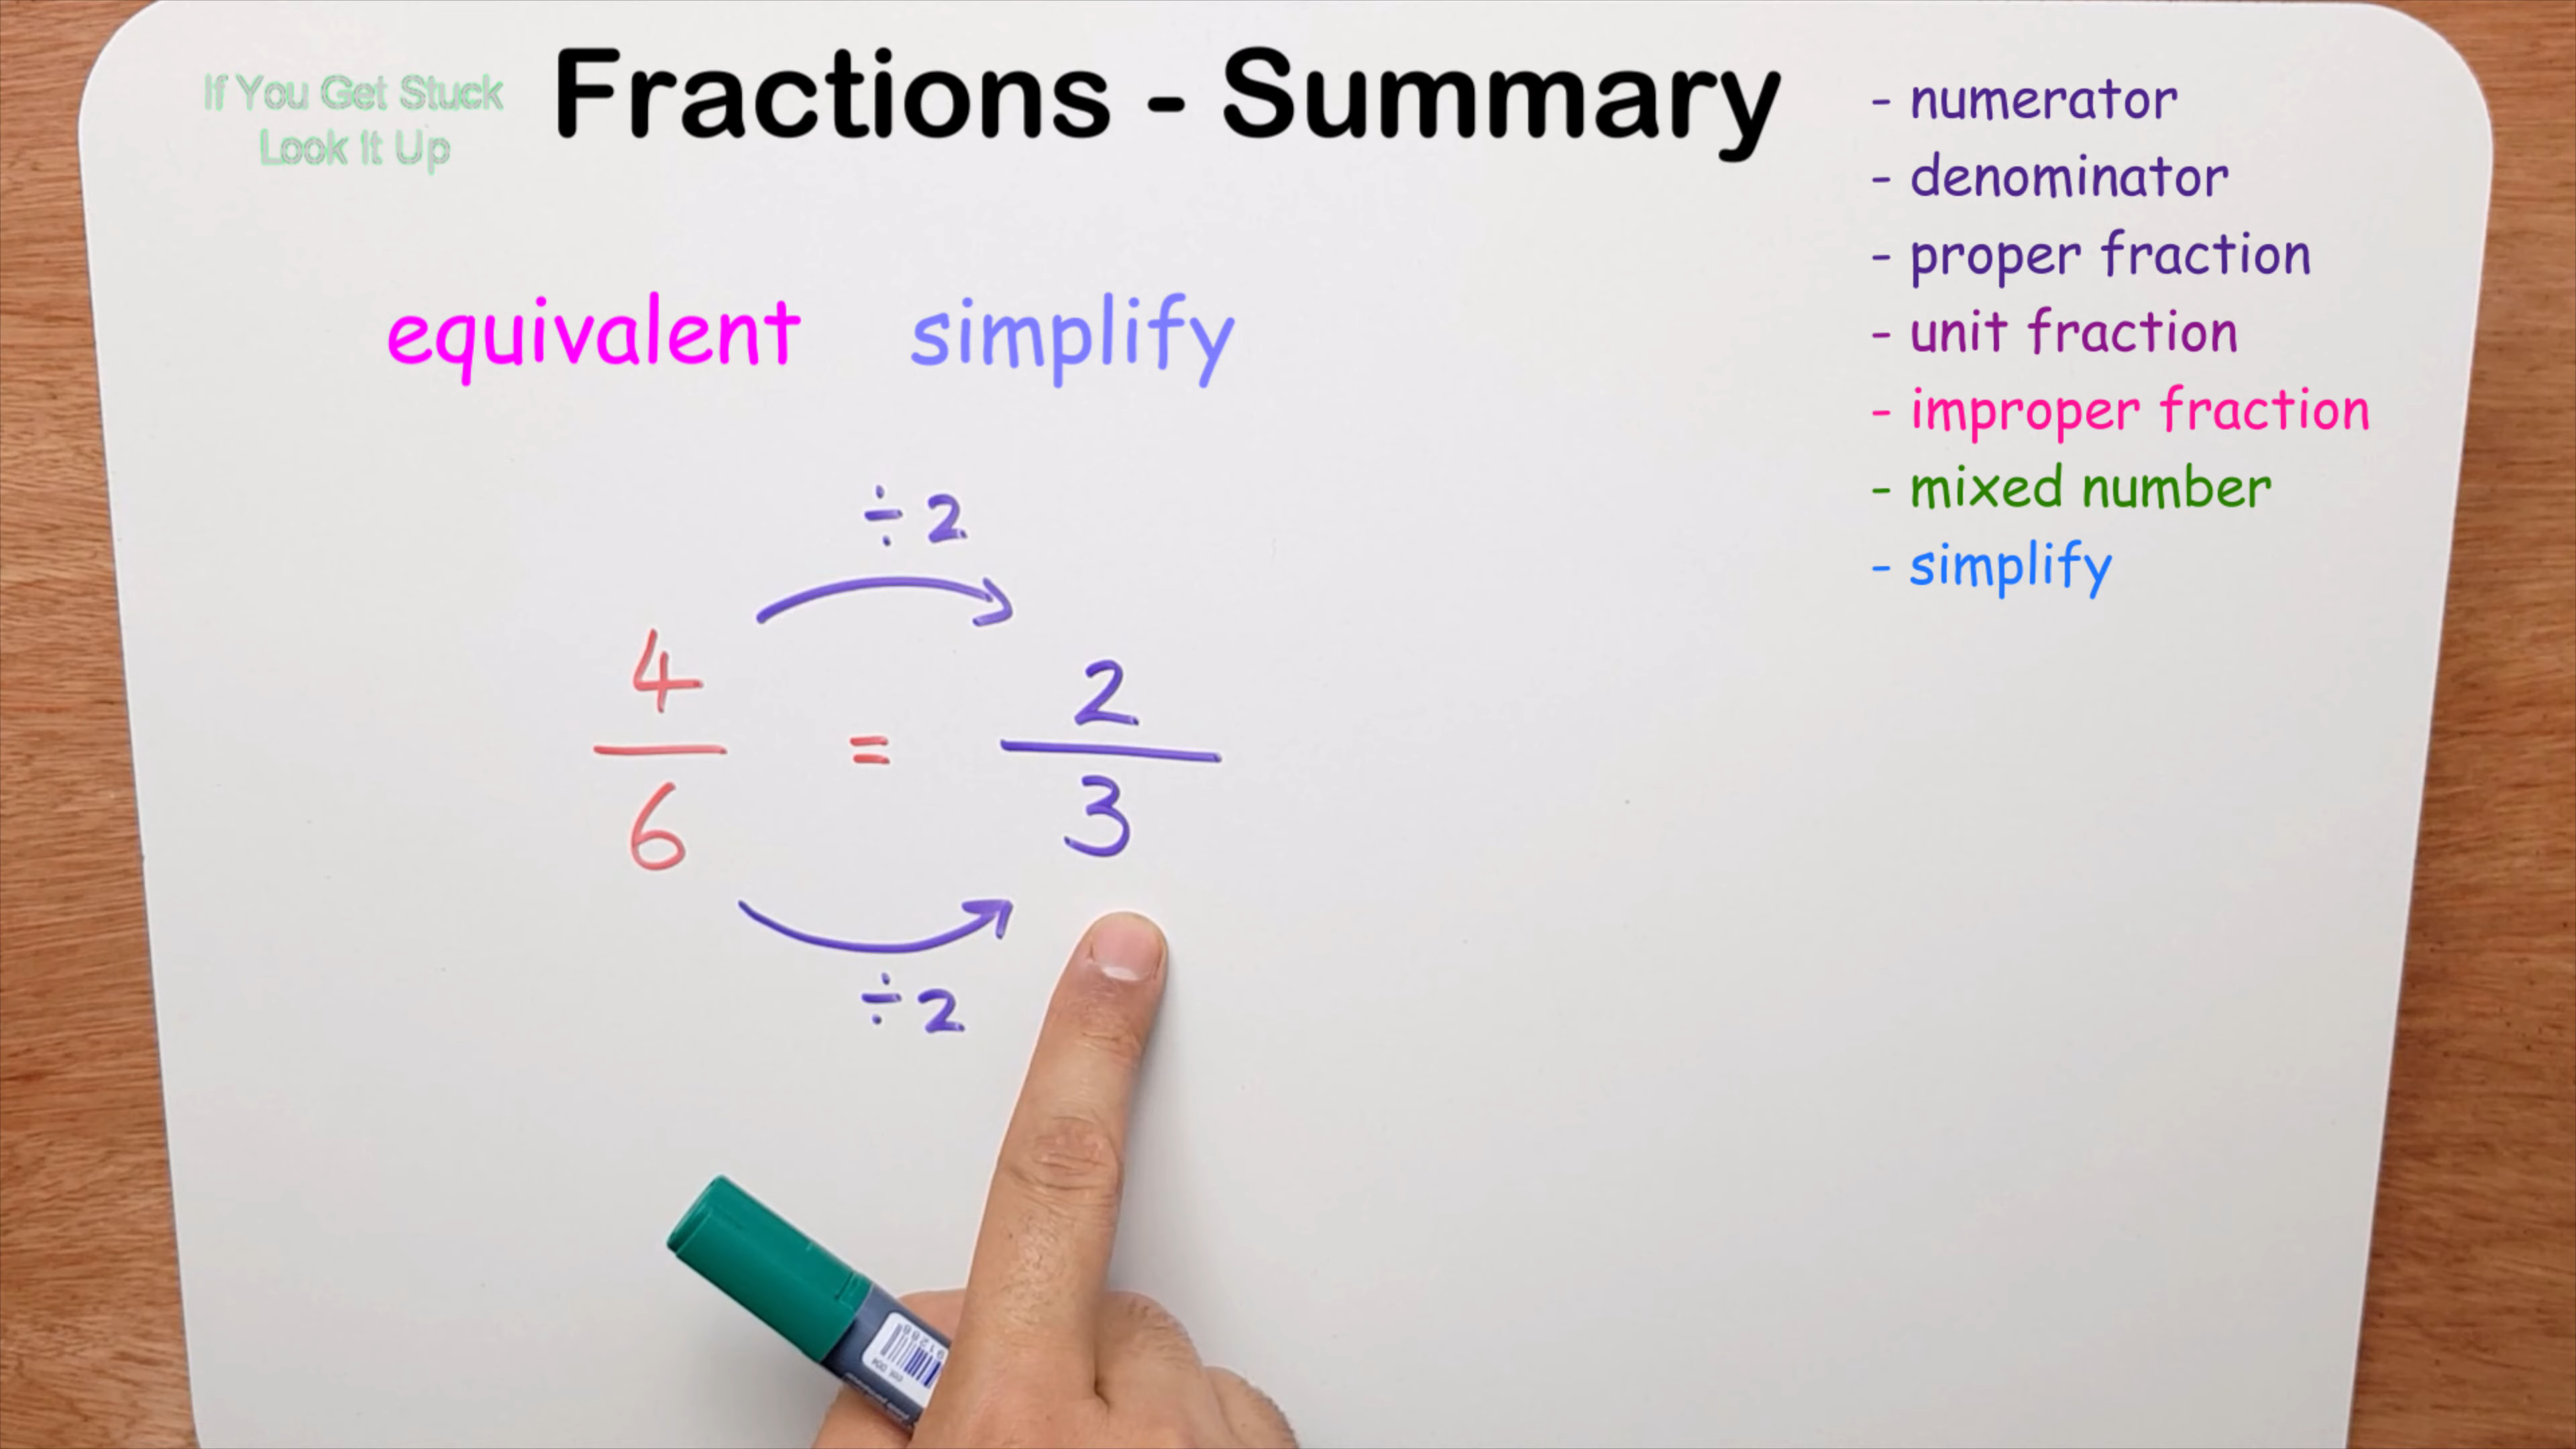 If You Get Stuck
Look It Up
Fractions - Summary
- numerator
- denominator
- proper fraction
- unit fraction
- improper fraction
- mixed number
- simplify
equivalent simplify
÷ 2
4
6
=
2
3
÷ 2